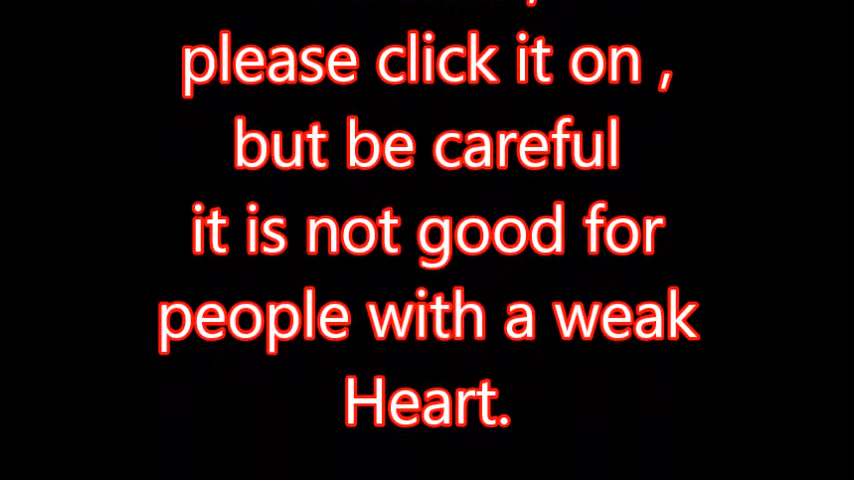 please click it on ,
but be careful
it is not good for
people with a weak
Heart.